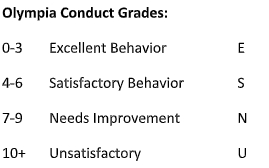 Olympia Conduct Grades:
0-3 Excellent Behavior E
4-6 Satisfactory Behavior S
7-9 Needs Improvement N
10+ Unsatisfactory U